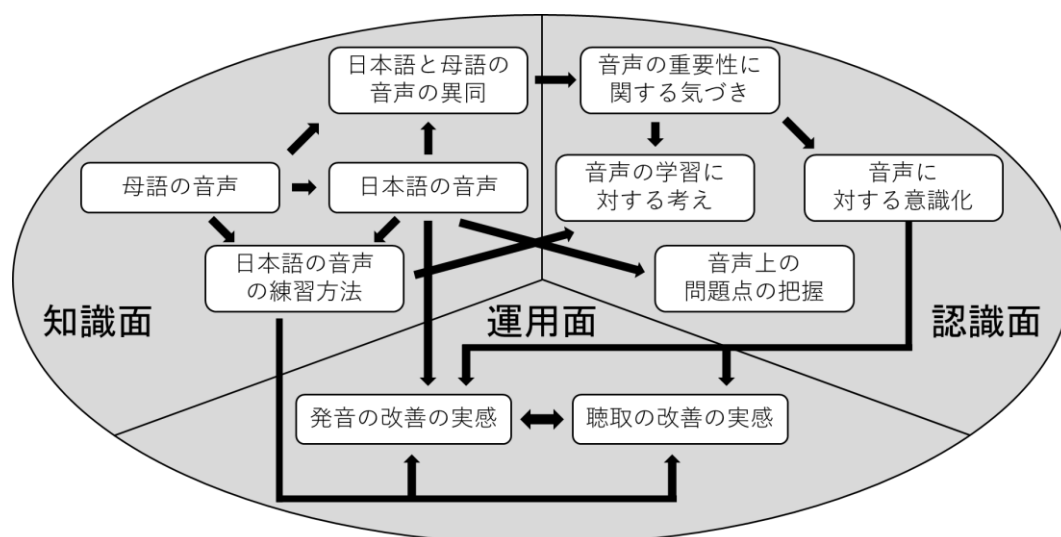 日本語と母語の
音声の異同
音声の重要性に
関する気づき
母語の音声
日本語の音声
音声の学習に
対する考え
音声に
対する意識化
日本語の音声
の練習方法
音声上の
問題点の把握
知識面
運用面
認識面
発音の改善の実感
聴取の改善の実感